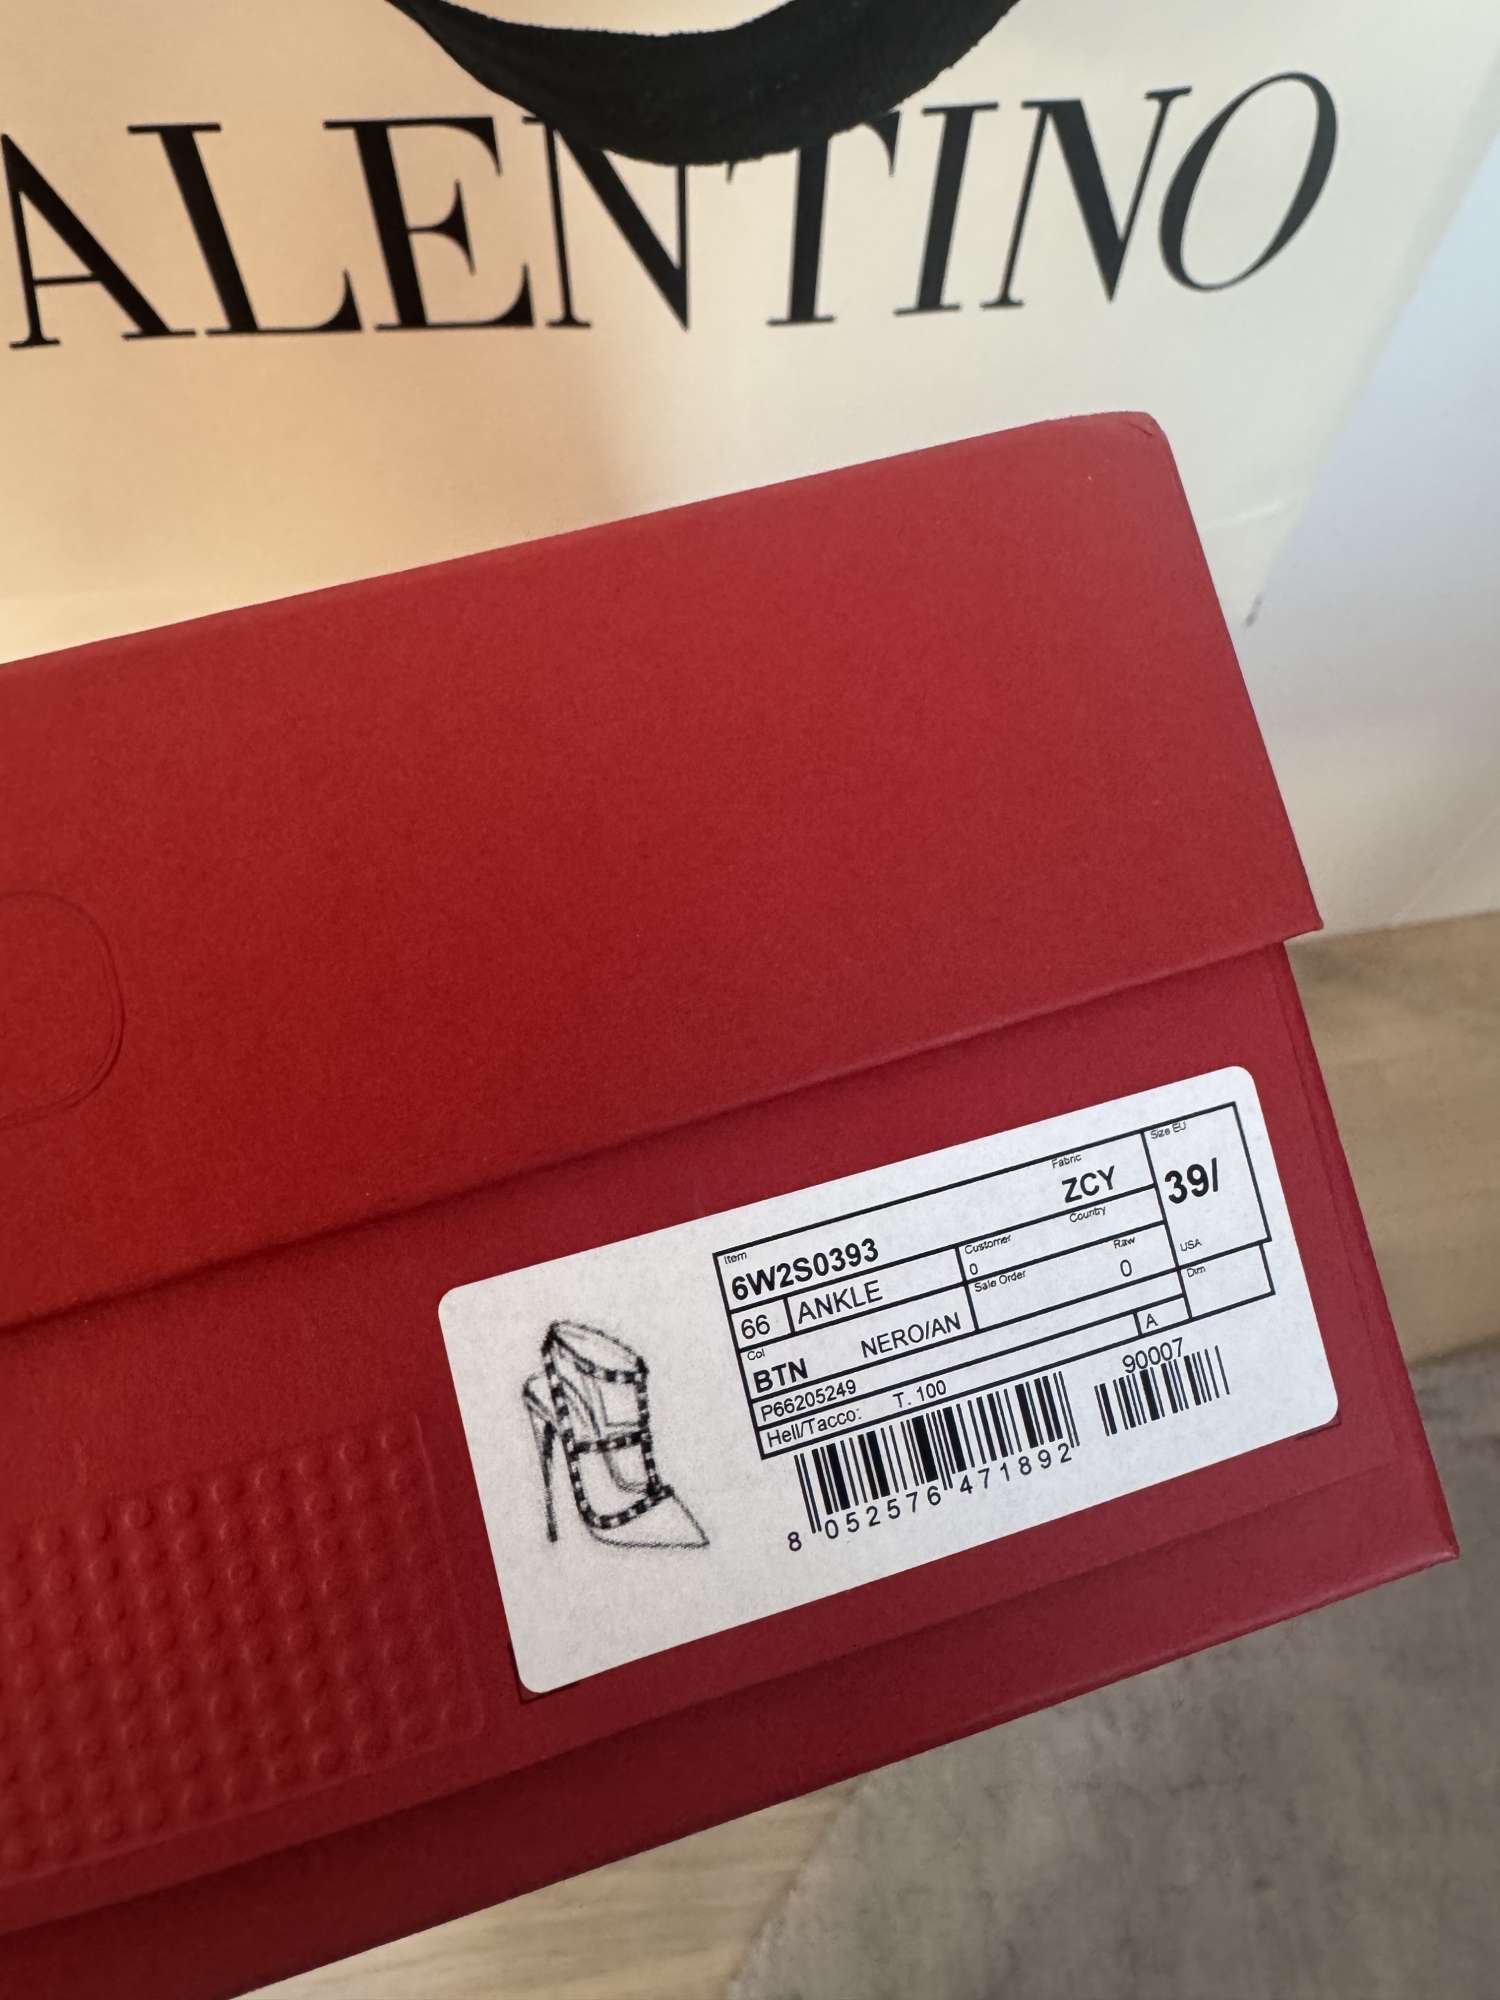 ALENTINO
Item
6W2S0393
Fabric
ZCY
Size EU
39/
66 ANKLE
Customer
0
Country
Col
BTN NERO/AN
Sale Order
Raw
0
USA
P66205249
A
Dim
Hell/Tacco: T. 100
90007
8 052576 471892